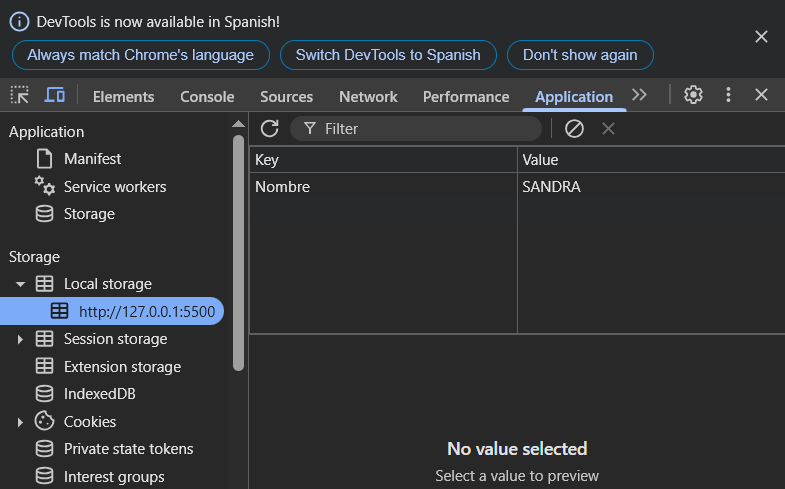 DevTools is now available in Spanish!
Always match Chrome's language Switch DevTools to Spanish Don't show again
Elements Console Sources Network Performance Application
Application
Manifest
Service workers
Storage
Storage
Local storage
http://127.0.0.1:5500
Session storage
Extension storage
IndexedDB
Cookies
Private state tokens
Interest groups
Filter
Key Value
Nombre SANDRA
No value selected
Select a value to preview